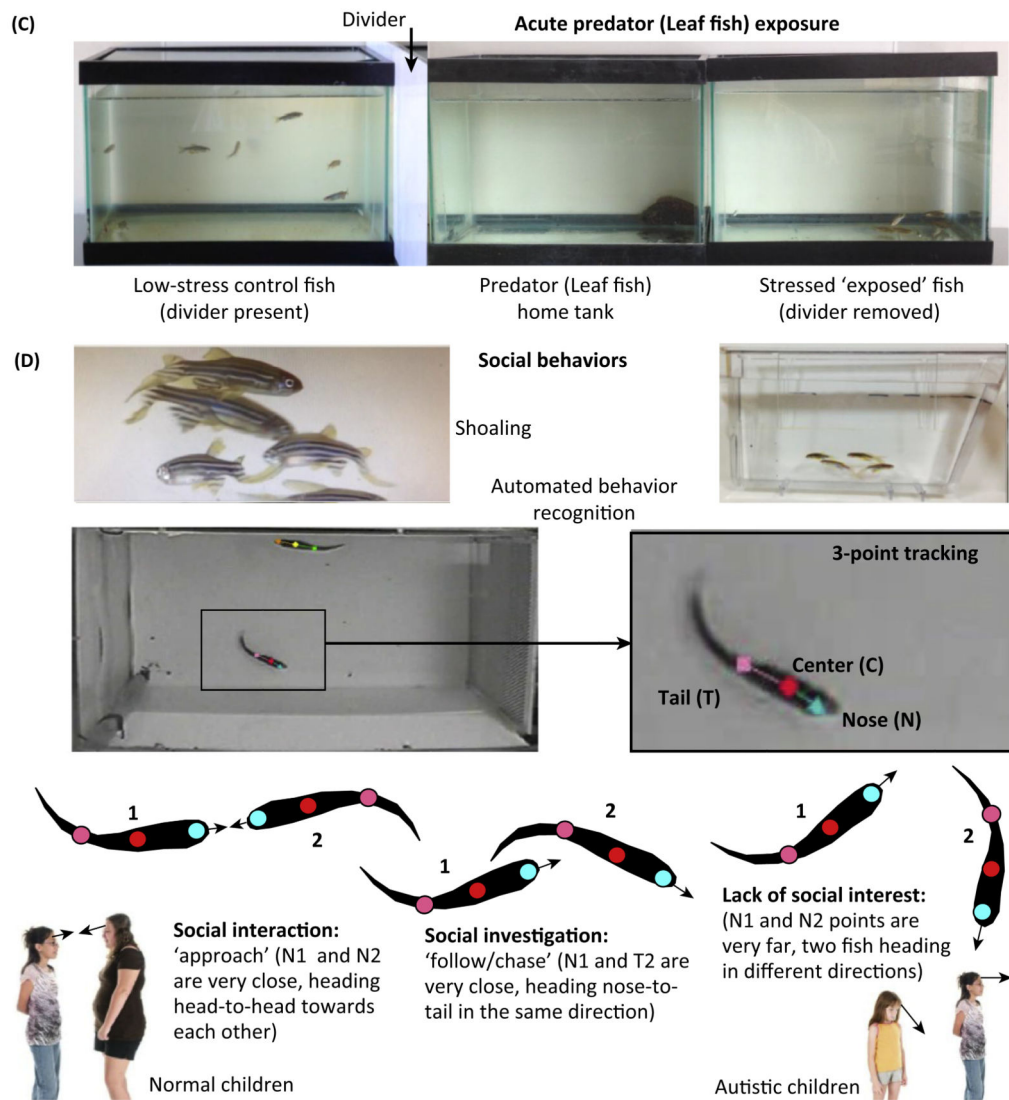 (C)
Divider
Acute predator (Leaf fish) exposure
Low-stress control fish
(divider present)
Predator (Leaf fish)
home tank
Stressed ‘exposed’ fish
(divider removed)
(D)
Social behaviors
Shoaling
Automated behavior
recognition
3-point tracking
Center (C)
Tail (T)
Nose (N)
1
2
1
2
1
2
Social interaction:
‘approach’ (N1 and N2
are very close, heading
head-to-head towards
each other)
Normal children
Social investigation:
‘follow/chase’ (N1 and T2 are
very close, heading nose-to-
tail in the same direction)
Lack of social interest:
(N1 and N2 points are
very far, two fish heading
in different directions)
Autistic children